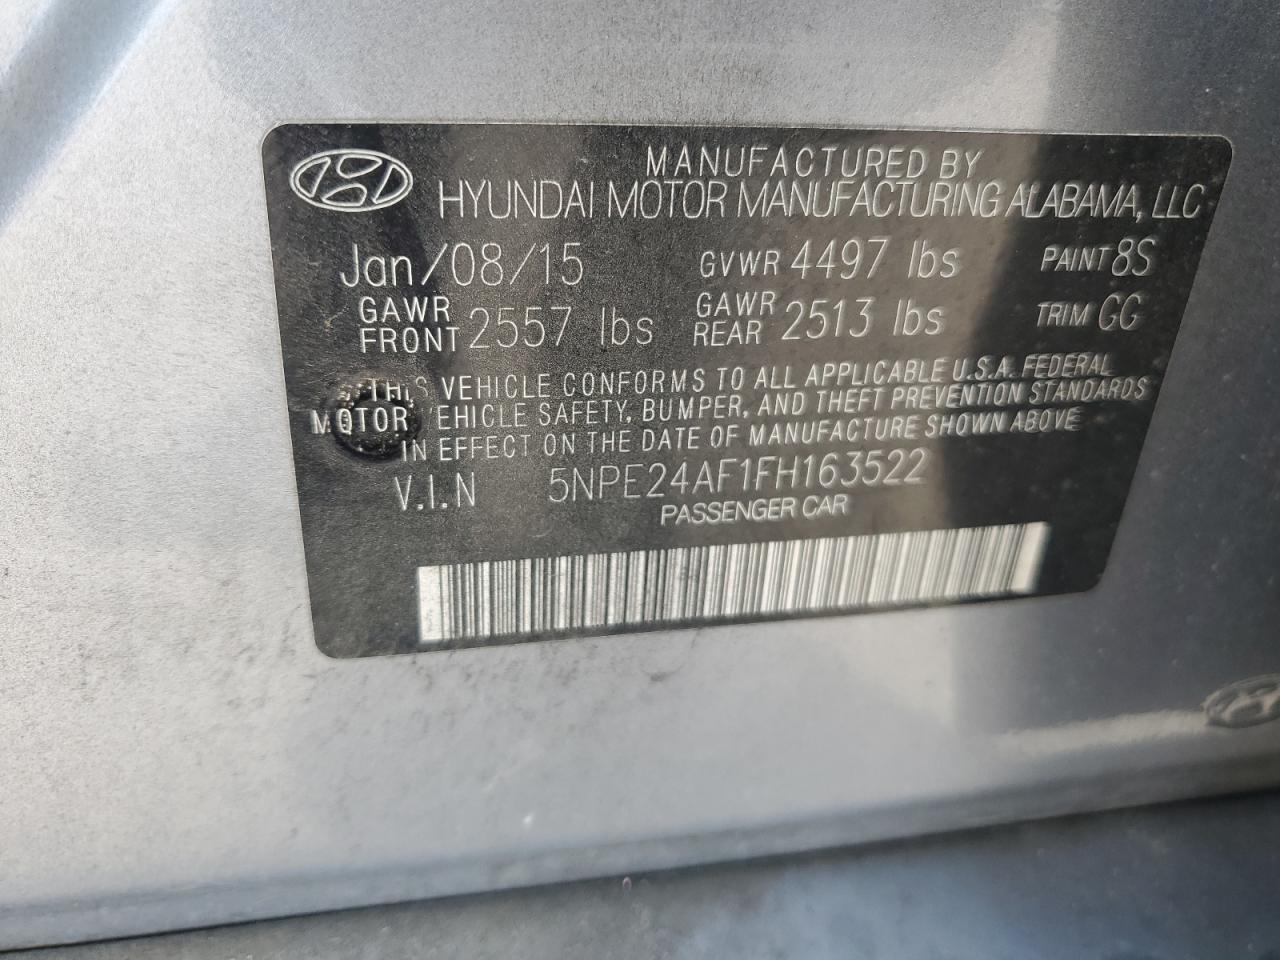 MANUFACTURED BY
HYUNDAI MOTOR MANUFACTURING ALABAMA, LLC
Jan/08/15 GVWR 4497 lbs PAINT 8S
GAWR FRONT 2557 lbs GAWR REAR 2513 lbs TRIM GG
THIS VEHICLE CONFORMS TO ALL APPLICABLE U.S.A. FEDERAL
MOTOR VEHICLE SAFETY, BUMPER, AND THEFT PREVENTION STANDARDS
IN EFFECT ON THE DATE OF MANUFACTURE SHOWN ABOVE
V.I.N 5NPE24AF1FH163522
PASSENGER CAR